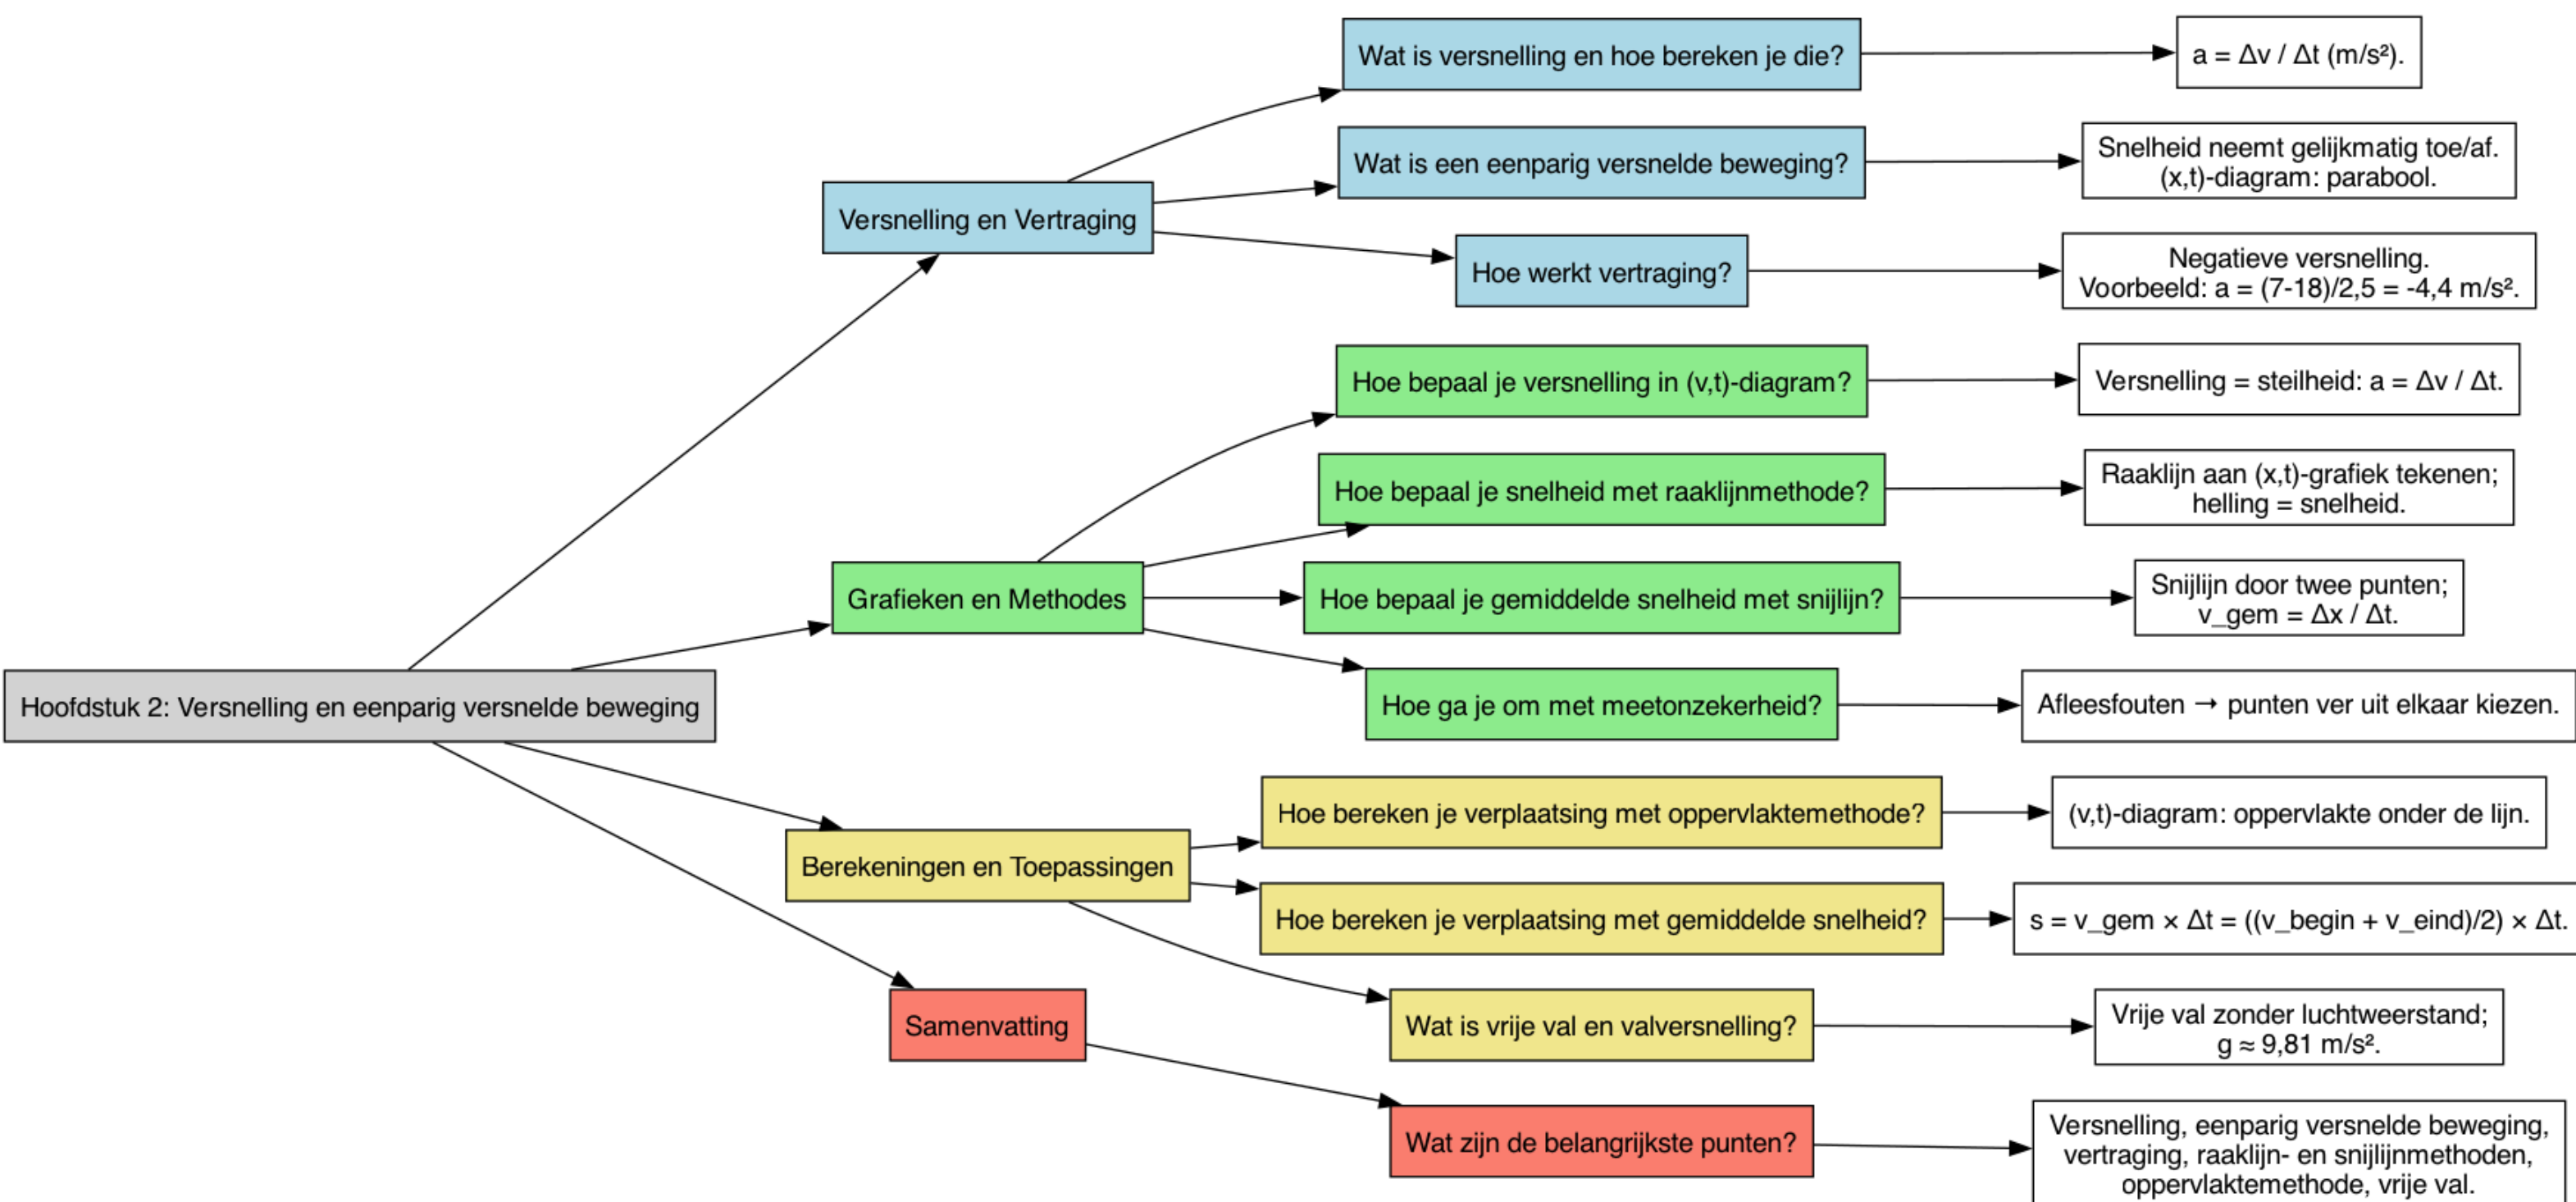 Hoofdstuk 2: Versnelling en eenparig versnelde beweging
Versnelling en Vertraging
Wat is versnelling en hoe bereken je die?
a = Δv / Δt (m/s²).
Wat is een eenparig versnelde beweging?
Snelheid neemt gelijkmatig toe/af.
(x,t)-diagram: parabool.
Hoe werkt vertraging?
Negatieve versnelling.
Voorbeeld: a = (7-18)/2,5 = -4,4 m/s².
Grafieken en Methodes
Hoe bepaal je versnelling in (v,t)-diagram?
Versnelling = steilheid: a = Δv / Δt.
Hoe bepaal je snelheid met raaklijnmethode?
Raaklijn aan (x,t)-grafiek tekenen;
helling = snelheid.
Hoe bepaal je gemiddelde snelheid met snijlijn?
Snijlijn door twee punten;
v_gem = Δx / Δt.
Hoe ga je om met meetonzekerheid?
Afleesfouten → punten ver uit elkaar kiezen.
Berekeningen en Toepassingen
Hoe bereken je verplaatsing met oppervlaktemethode?
(v,t)-diagram: oppervlakte onder de lijn.
Hoe bereken je verplaatsing met gemiddelde snelheid?
s = v_gem × Δt = ((v_begin + v_eind)/2) × Δt.
Wat is vrije val en valversnelling?
Vrije val zonder luchtweerstand;
g ≈ 9,81 m/s².
Samenvatting
Wat zijn de belangrijkste punten?
Versnelling, eenparig versnelde beweging,
vertraging, raaklijn- en snijlijnmethoden,
oppervlaktemethode, vrije val.